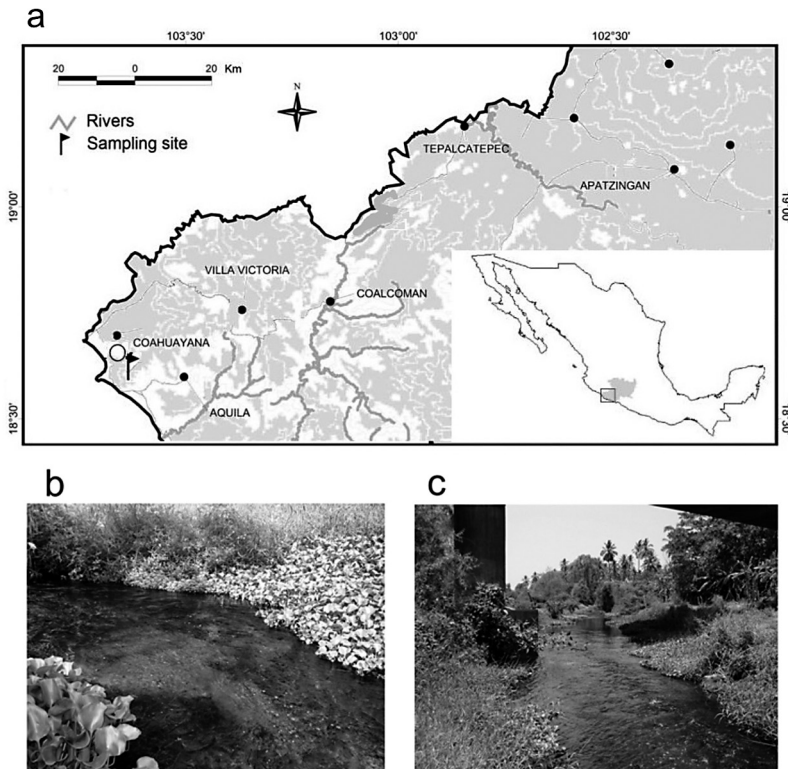 a
103°30'
103°00'
102°30'
20
0
20
Km
N
Rivers
Sampling site
TEPALCATEPEC
APATZINGAN
19°00'
19°00'
VILLA VICTORIA
COALCOMAN
COAHUAYANA
AQUILA
18°30'
18°30'
b
c